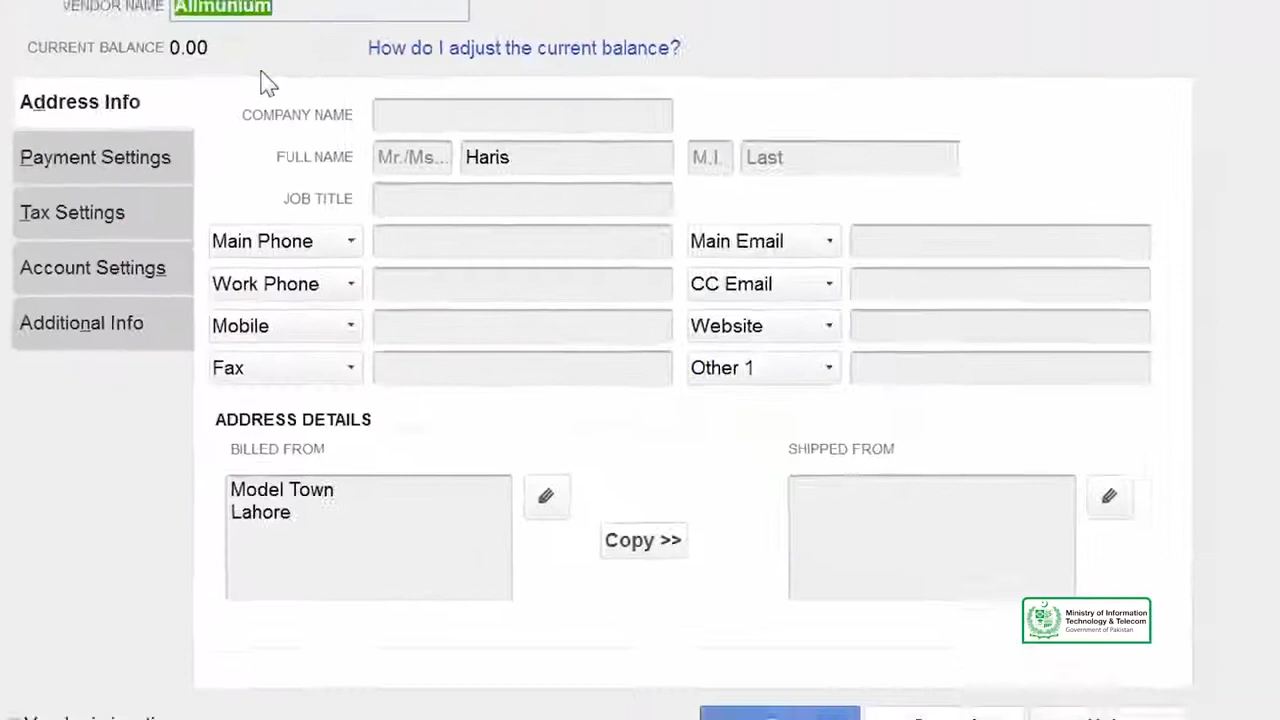 VENDOR NAME Allmunium
CURRENT BALANCE 0.00 How do I adjust the current balance?
Address Info
Payment Settings
Tax Settings
Account Settings
Additional Info
COMPANY NAME
FULL NAME Mr./Ms... Haris M.I. Last
JOB TITLE
Main Phone Main Email
Work Phone CC Email
Mobile Website
Fax Other 1
ADDRESS DETAILS
BILLED FROM SHIPPED FROM
Model Town
Lahore
Copy >>
Ministry of Information
Technology & Telecom
Government of Pakistan